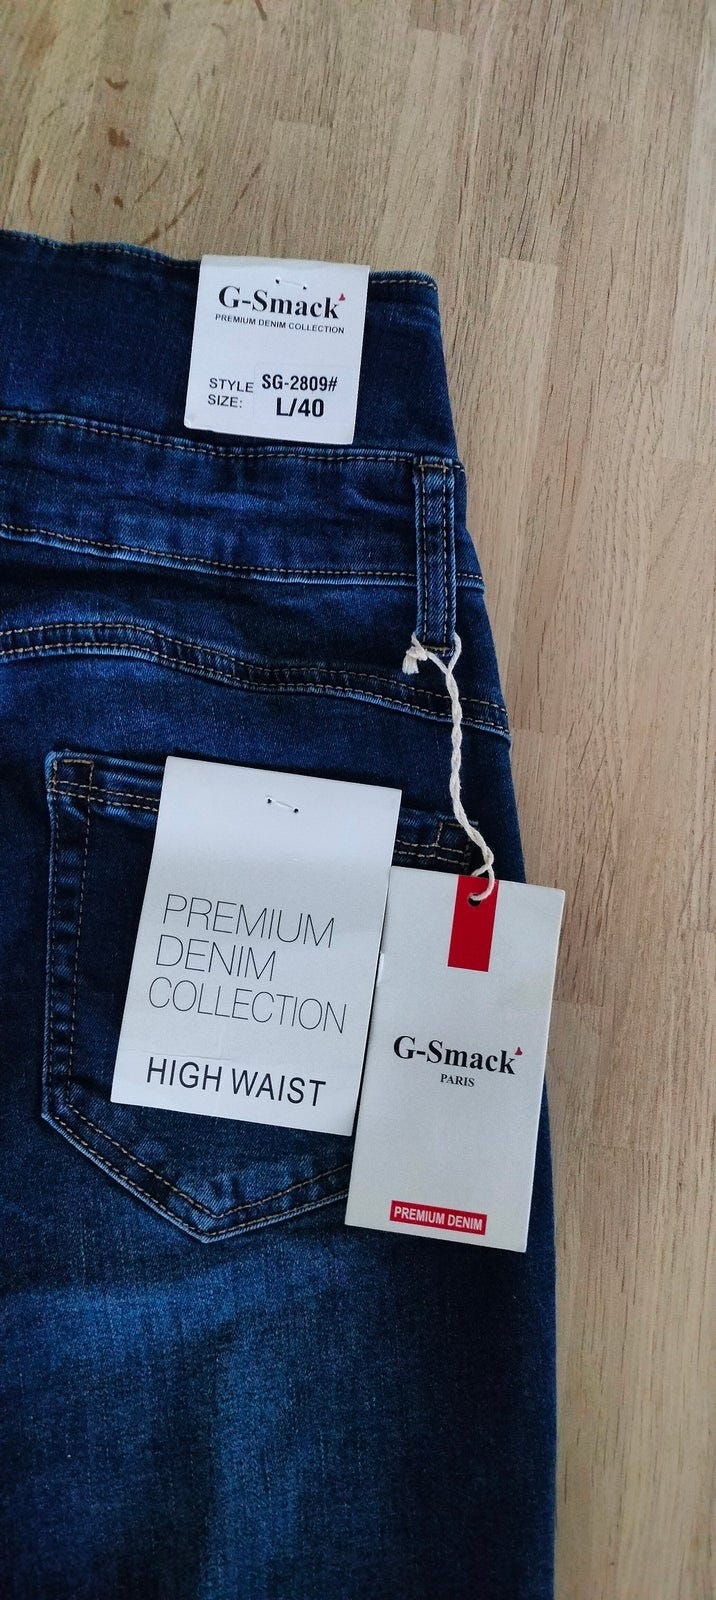 G-Smack
PREMIUM DENIM COLLECTION
STYLE SG-2809#
SIZE: L/40
PREMIUM
DENIM
COLLECTION
HIGH WAIST
G-Smack
PARIS
PREMIUM DENIM